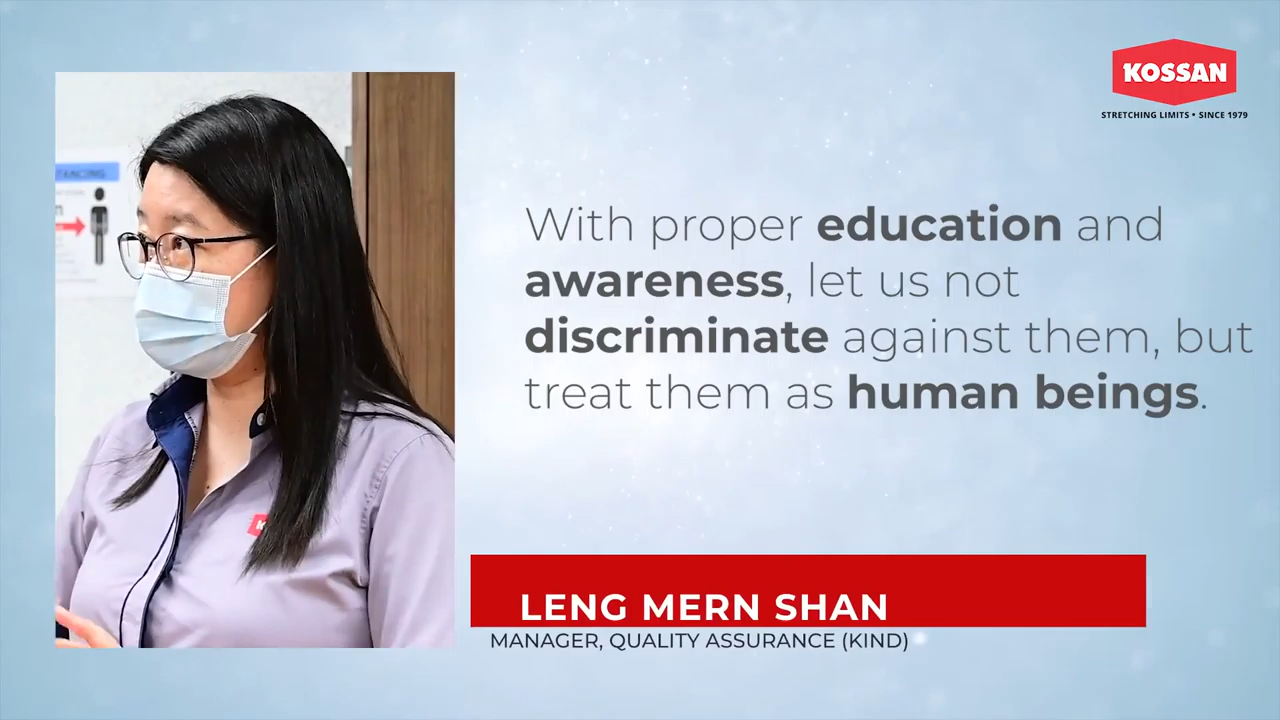 KOSSAN
STRETCHING LIMITS • SINCE 1979
With proper education and
awareness, let us not
discriminate against them, but
treat them as human beings.
LENG MERN SHAN
MANAGER, QUALITY ASSURANCE (KIND)